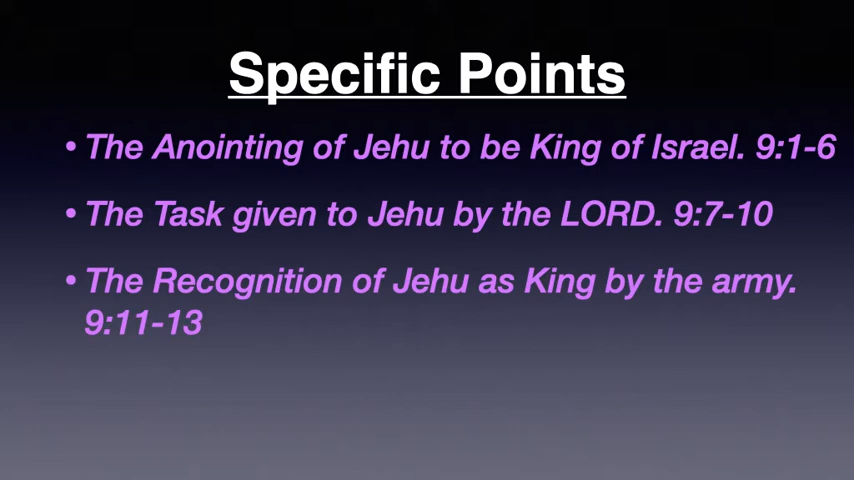 Specific Points
• The Anointing of Jehu to be King of Israel. 9:1-6
• The Task given to Jehu by the LORD. 9:7-10
• The Recognition of Jehu as King by the army.
9:11-13